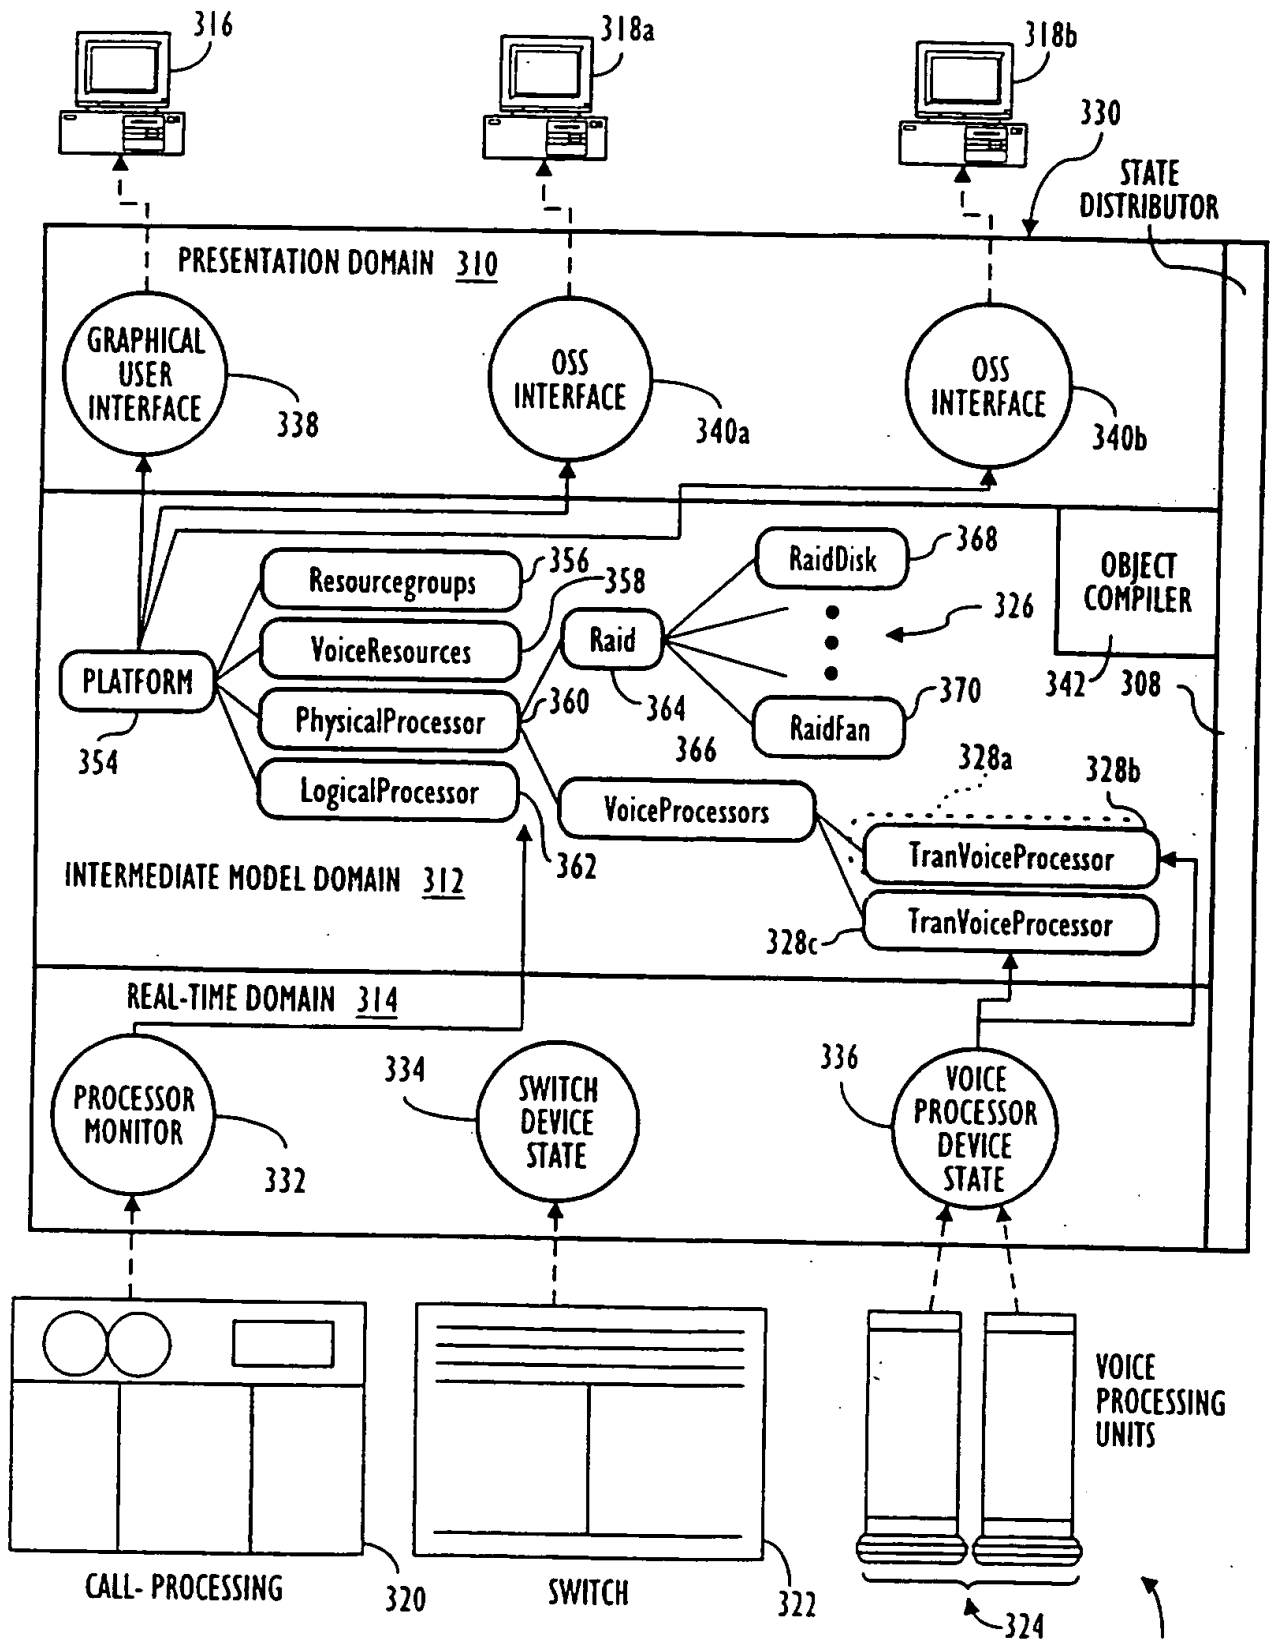 316
318a
318b
330
STATE
DISTRIBUTOR
PRESENTATION DOMAIN 310
GRAPHICAL
USER
INTERFACE
338
OSS
INTERFACE
340a
OSS
INTERFACE
340b
Resourcegroups
356
VoiceResources
358
PLATFORM
354
PhysicalProcessor
360
LogicalProcessor
362
Raid
364
366
RaidDisk
368
326
RaidFan
370
OBJECT
COMPILER
342
308
328a
328b
VoiceProcessors
TranVoiceProcessor
TranVoiceProcessor
328c
INTERMEDIATE MODEL DOMAIN 312
REAL-TIME DOMAIN 314
PROCESSOR
MONITOR
332
334
SWITCH
DEVICE
STATE
336
VOICE
PROCESSOR
DEVICE
STATE
VOICE
PROCESSING
UNITS
CALL- PROCESSING
320
SWITCH
322
324